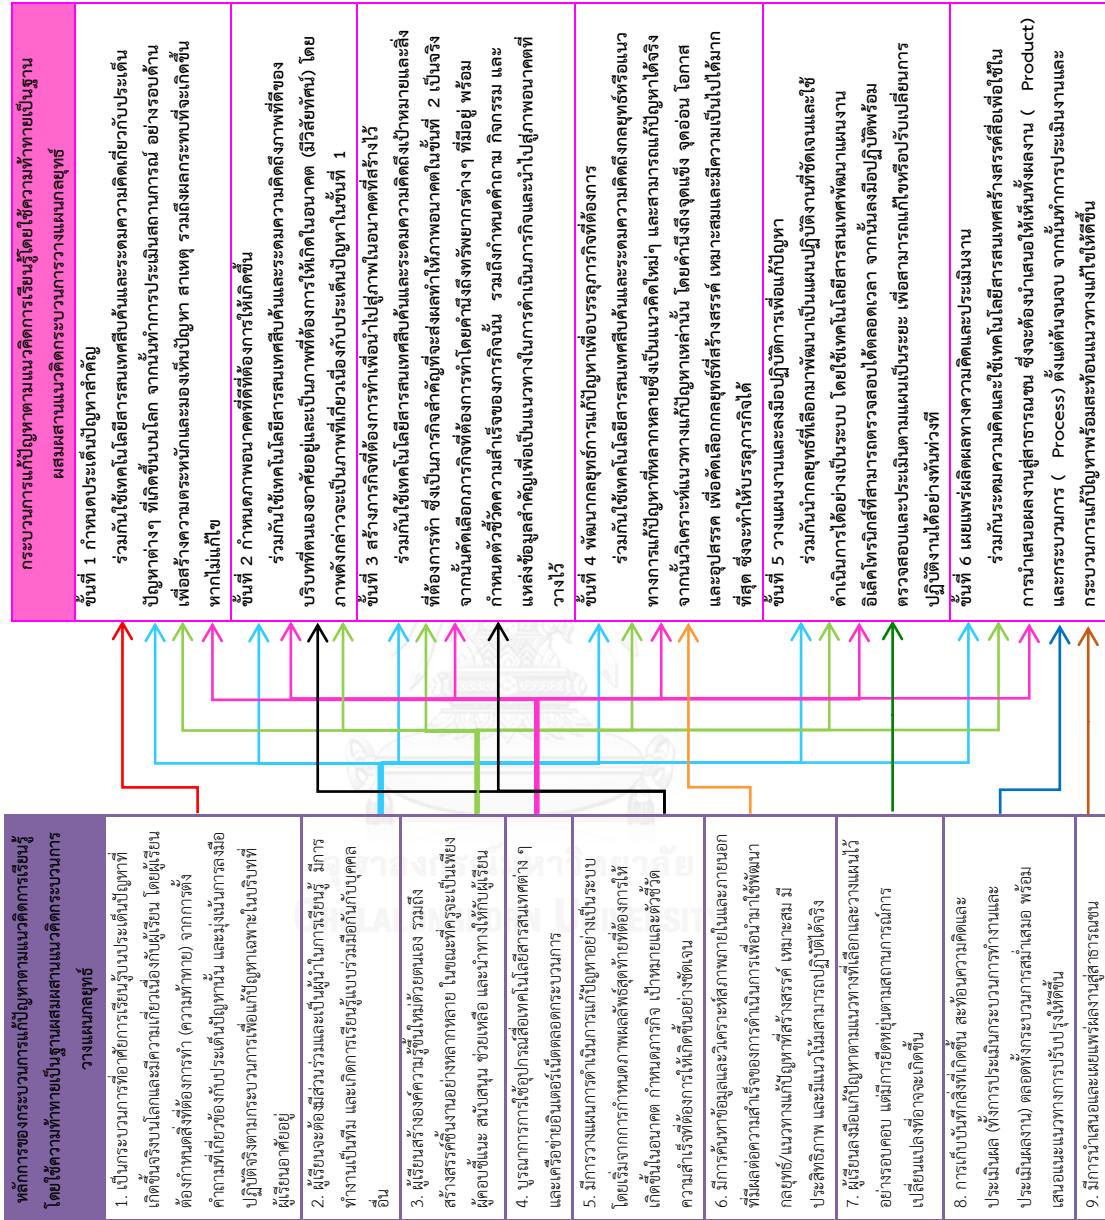 หลักการของกระบวนการแก้ปัญหาตามแนวคิดการเรียนรู้
โดยใช้ความท้าทายเป็นฐานผสมผสานแนวคิดกระบวนการ
วางแผนกลยุทธ์
1. เป็นกระบวนการที่อาศัยการเรียนรู้บนประเด็นปัญหาที่
เกิดขึ้นจริงบนโลกและมีความเกี่ยวเนื่องกับผู้เรียน โดยผู้เรียน
ต้องกำหนดสิ่งที่ต้องการทำ (ความท้าทาย) จากการตั้ง
คำถามที่เกี่ยวข้องกับประเด็นปัญหานั้น และมุ่งเน้นการลงมือ
ปฏิบัติจริงตามกระบวนการเพื่อแก้ปัญหาเฉพาะในบริบทที่
ผู้เรียนอาศัยอยู่
2. ผู้เรียนจะต้องมีส่วนร่วมและเป็นผู้นำในการเรียนรู้ มีการ
ทำงานเป็นทีม และเกิดการเรียนรู้แบบร่วมมือกันกับบุคคล
อื่น
3. ผู้เรียนสร้างองค์ความรู้ขึ้นใหม่ด้วยตนเอง รวมถึง
สร้างสรรค์ชิ้นงานอย่างหลากหลาย ในขณะที่ครูจะเป็นเพียง
ผู้คอยชี้แนะ สนับสนุน ช่วยเหลือ และนำทางให้กับผู้เรียน
4. บูรณาการการใช้อุปกรณ์สื่อเทคโนโลยีสารสนเทศต่าง ๆ
และเครือข่ายอินเตอร์เน็ตตลอดกระบวนการ
5. มีการวางแผนการดำเนินการแก้ปัญหาอย่างเป็นระบบ
โดยเริ่มจากการกำหนดภาพผลลัพธ์สุดท้ายที่ต้องการให้
เกิดขึ้นในอนาคต กำหนดภารกิจ เป้าหมายและตัวชี้วัด
ความสำเร็จที่ต้องการให้เกิดขึ้นอย่างชัดเจน
6. มีการค้นหาข้อมูลและวิเคราะห์สภาพภายในและภายนอก
ที่มีผลต่อความสำเร็จของการดำเนินการเพื่อนำมาใช้พัฒนา
กลยุทธ์/แนวทางแก้ปัญหาที่สร้างสรรค์ เหมาะสม มี
ประสิทธิภาพ และมีแนวโน้มสามารถปฏิบัติได้จริง
7. ผู้เรียนลงมือแก้ปัญหาตามแนวทางที่เลือกและวางแผนไว้
อย่างรอบคอบ แต่มีการยืดหยุ่นตามสถานการณ์การ
เปลี่ยนแปลงที่อาจจะเกิดขึ้น
8. การเก็บบันทึกสิ่งที่เกิดขึ้น สะท้อนความคิดและ
ประเมินผล (ทั้งการประเมินกระบวนการทำงานและ
ประเมินผลงาน) ตลอดทั้งกระบวนการสม่ำเสมอ พร้อม
เสนอแนะแนวทางการปรับปรุงให้ดีขึ้น
9. มีการนำเสนอและเผยแพร่ผลงานสู่สาธารณชน
กระบวนการแก้ปัญหาตามแนวคิดการเรียนรู้โดยใช้ความท้าทายเป็นฐาน
ผสมผสานแนวคิดกระบวนการวางแผนกลยุทธ์
ขั้นที่ 1 กำหนดประเด็นปัญหาสำคัญ
ร่วมกันใช้เทคโนโลยีสารสนเทศสืบค้นและระดมความคิดเกี่ยวกับประเด็น
ปัญหาต่างๆ ที่เกิดขึ้นบนโลก จากนั้นทำการประเมินสถานการณ์ อย่างรอบด้าน
เพื่อสร้างความตระหนักและมองเห็นปัญหา สาเหตุ รวมถึงผลกระทบที่จะเกิดขึ้น
หากไม่แก้ไข
ขั้นที่ 2 กำหนดภาพอนาคตที่ดีที่ต้องการให้เกิดขึ้น
ร่วมกันใช้เทคโนโลยีสารสนเทศสืบค้นและระดมความคิดถึงภาพที่ดีของ
บริบทที่ตนเองอาศัยอยู่และเป็นภาพที่ต้องการให้เกิดในอนาคต (มีวิสัยทัศน์) โดย
ภาพดังกล่าวจะเป็นภาพที่เกี่ยวเนื่องกับประเด็นปัญหาในขั้นที่ 1
ขั้นที่ 3 สร้างภารกิจที่ต้องการทำเพื่อนำไปสู่ภาพในอนาคตที่สร้างไว้
ร่วมกันใช้เทคโนโลยีสารสนเทศสืบค้นและระดมความคิดถึงเป้าหมายและสิ่ง
ที่ต้องการทำ ซึ่งเป็นภารกิจสำคัญที่จะส่งผลทำให้ภาพอนาคตในขั้นที่ 2 เป็นจริง
จากนั้นคัดเลือกภารกิจที่ต้องการทำโดยคำนึงถึงทรัพยากรต่างๆ ที่มีอยู่ พร้อม
กำหนดตัวชี้วัดความสำเร็จของภารกิจนั้น รวมถึงกำหนดคำถาม กิจกรรม และ
แหล่งข้อมูลสำคัญเพื่อเป็นแนวทางในการดำเนินภารกิจและนำไปสู่ภาพอนาคตที่
วางไว้
ขั้นที่ 4 พัฒนากลยุทธ์การแก้ปัญหาเพื่อบรรลุภารกิจที่ต้องการ
ร่วมกันใช้เทคโนโลยีสารสนเทศสืบค้นและระดมความคิดถึงกลยุทธ์หรือแนว
ทางการแก้ปัญหาที่หลากหลายซึ่งเป็นแนวคิดใหม่ๆ และสามารถแก้ปัญหาได้จริง
จากนั้นวิเคราะห์แนวทางแก้ปัญหาเหล่านั้น โดยคำนึงถึงจุดแข็ง จุดอ่อน โอกาส
และอุปสรรค เพื่อคัดเลือกกลยุทธ์ที่สร้างสรรค์ เหมาะสมและมีความเป็นไปได้มาก
ที่สุด ซึ่งจะทำให้บรรลุภารกิจได้
ขั้นที่ 5 วางแผนงานและลงมือปฏิบัติการเพื่อแก้ปัญหา
ร่วมกันนำกลยุทธ์ที่เลือกมาพัฒนาเป็นแผนปฏิบัติงานที่ชัดเจนและใช้
ดำเนินการได้อย่างเป็นระบบ โดยใช้เทคโนโลยีสารสนเทศพัฒนาแผนงาน
อิเล็คโทรนิกส์ที่สามารถตรวจสอบได้ตลอดเวลา จากนั้นลงมือปฏิบัติพร้อม
ตรวจสอบและประเมินตามแผนเป็นระยะ เพื่อสามารถแก้ไขหรือปรับเปลี่ยนการ
ปฏิบัติงานได้อย่างทันท่วงที
ขั้นที่ 6 เผยแพร่ผลิตผลทางความคิดและประเมินงาน
ร่วมกันระดมความคิดและใช้เทคโนโลยีสารสนเทศสร้างสรรค์สื่อเพื่อใช้ใน
การนำเสนอผลงานสู่สาธารณชน ซึ่งจะต้องนำเสนอให้เห็นทั้งผลงาน ( Product)
และกระบวนการ ( Process) ตั้งแต่ต้นจนจบ จากนั้นทำการประเมินงานและ
กระบวนการแก้ปัญหาพร้อมสะท้อนแนวทางแก้ไขให้ดีขึ้น
จุฬาลงกรณ์มหาวิทยาลัย
CHULALONGKORN UNIVERSITY